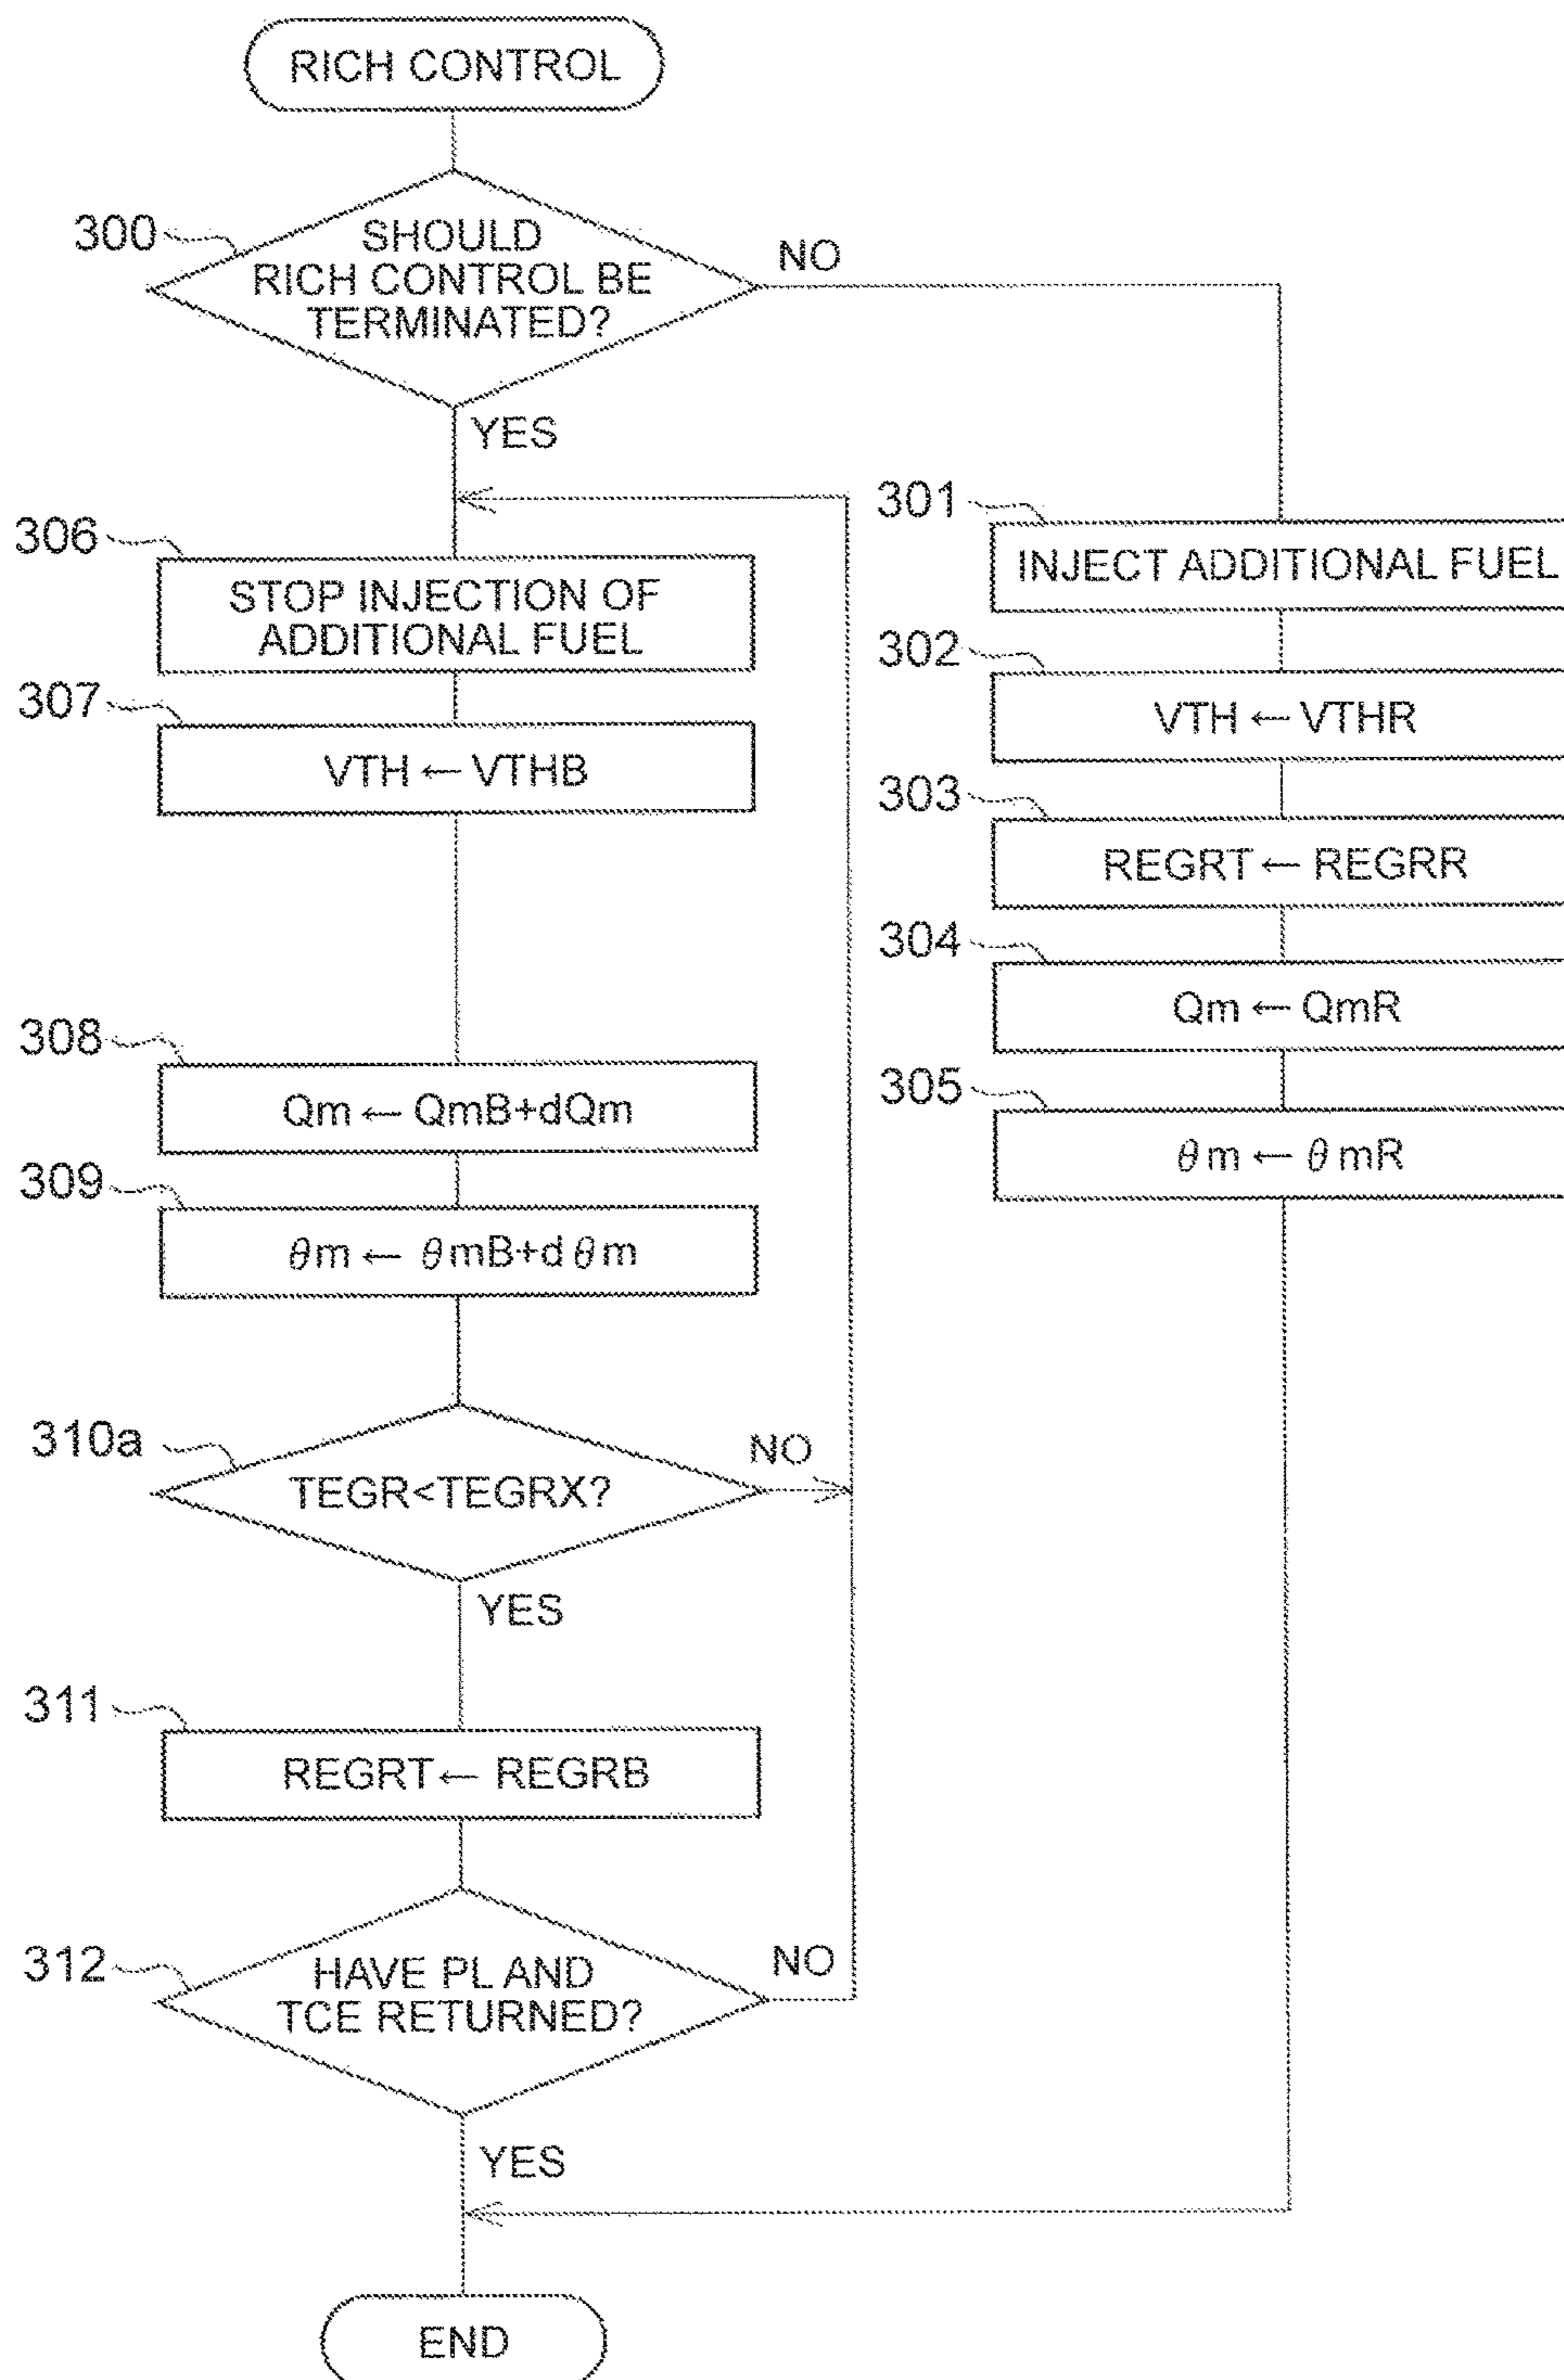 RICH CONTROL
300
SHOULD
RICH CONTROL BE
TERMINATED?
NO
YES
306
STOP INJECTION OF
ADDITIONAL FUEL
307
VTH ← VTHB
308
Qm ← QmB+dQm
309
θm ← θmB+dθm
310a
TEGR<TEGRX?
NO
YES
311
REGRT ← REGRB
312
HAVE PL AND
TCE RETURNED?
NO
YES
END
301
INJECT ADDITIONAL FUEL
302
VTH ← VTHR
303
REGRT ← REGRR
304
Qm ← QmR
305
θm ← θmR